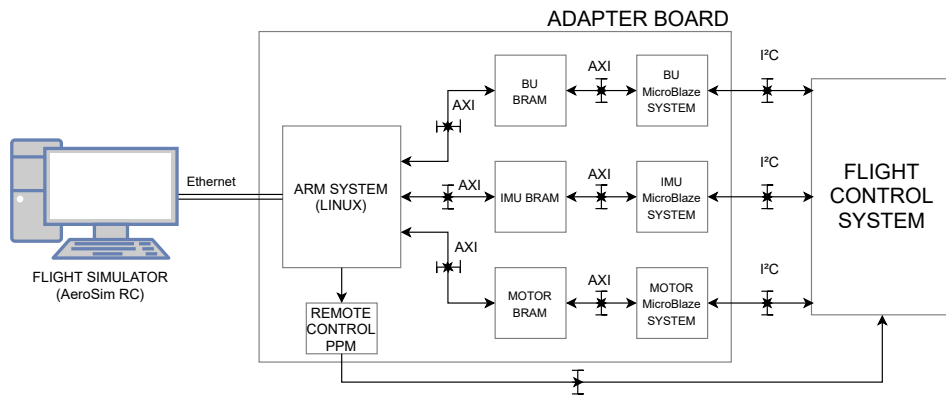 ADAPTER BOARD
BU
BRAM
AXI
BU
MicroBlaze
SYSTEM
I²C
AXI
Ethernet
ARM SYSTEM
(LINUX)
AXI
IMU BRAM
AXI
IMU
MicroBlaze
SYSTEM
I²C
FLIGHT
CONTROL
SYSTEM
FLIGHT SIMULATOR
(AeroSim RC)
AXI
MOTOR
BRAM
AXI
MOTOR
MicroBlaze
SYSTEM
I²C
REMOTE
CONTROL
PPM